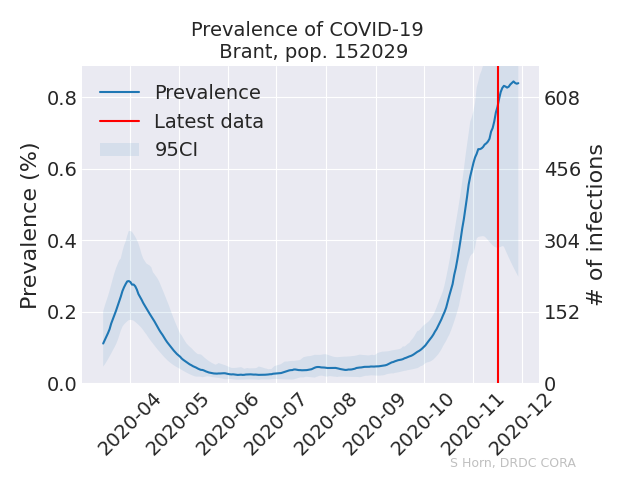 Prevalence of COVID-19
Brant, pop. 152029
Prevalence
Latest data
95CI
Prevalence (%)
0.8
0.6
0.4
0.2
0.0
608
456
304
152
0
# of infections
2020-04
2020-05
2020-06
2020-07
2020-08
2020-09
2020-10
2020-11
2020-12
S Horn, DRDC CORA